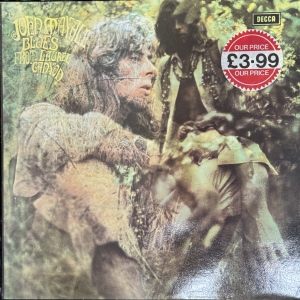 JOHN MAYALL
BLUES
FROM LAUREL
CANYON
DECCA
OUR PRICE
£3·99
OUR PRICE